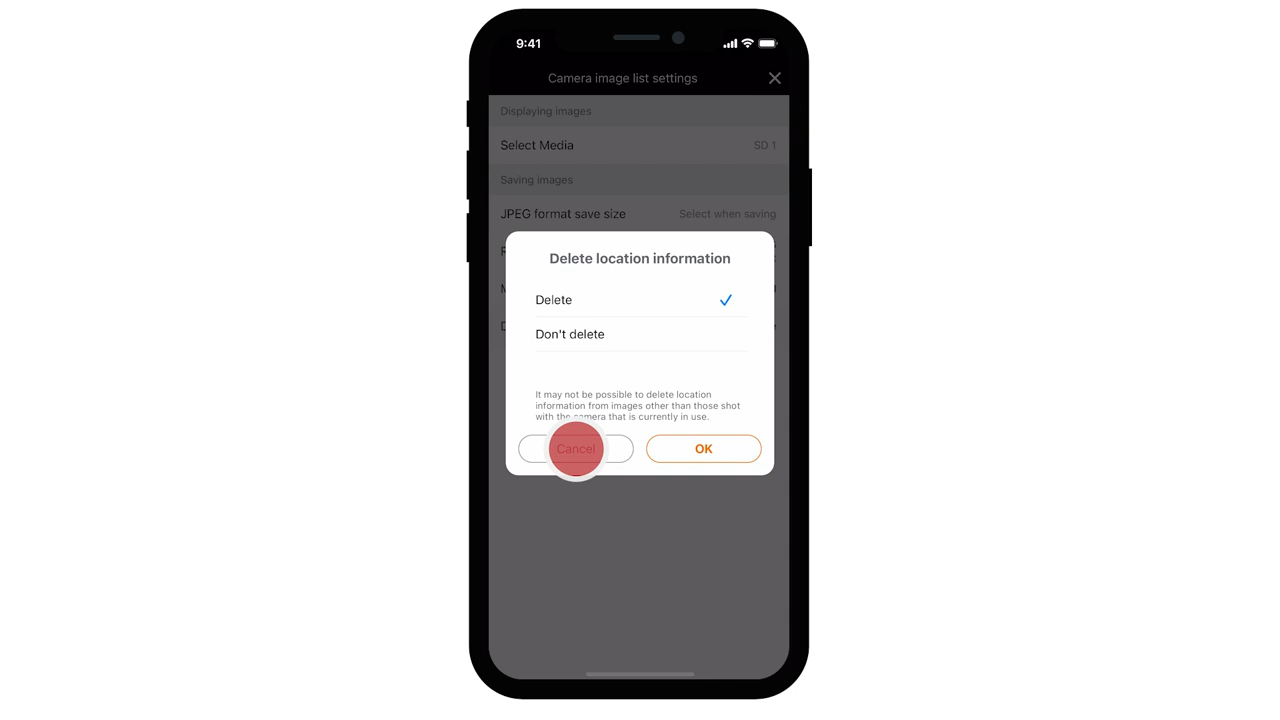 9:41
Camera image list settings
Displaying images
Select Media SD 1
Saving images
JPEG format save size Select when saving
Delete location information
Delete
Don't delete
It may not be possible to delete location
information from images other than those shot
with the camera that is currently in use.
Cancel OK